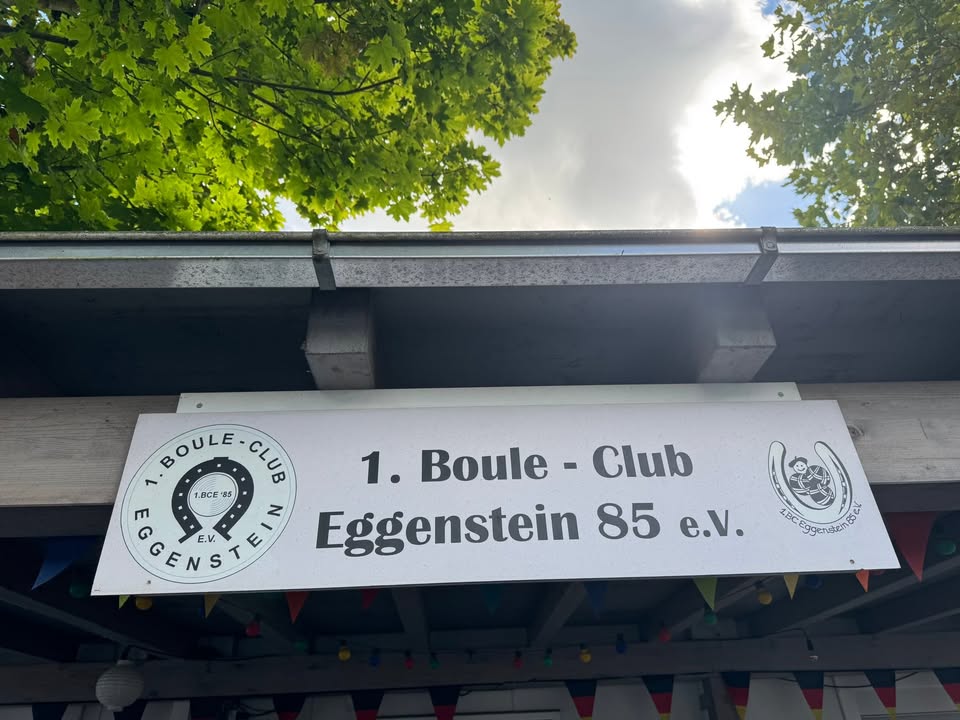 1. BOULE-CLUB
EGGENSTEIN
1.BCE '85
E.V.
1. Boule - Club
Eggenstein 85 e.V.
1.BC Eggenstein 85 e.V.